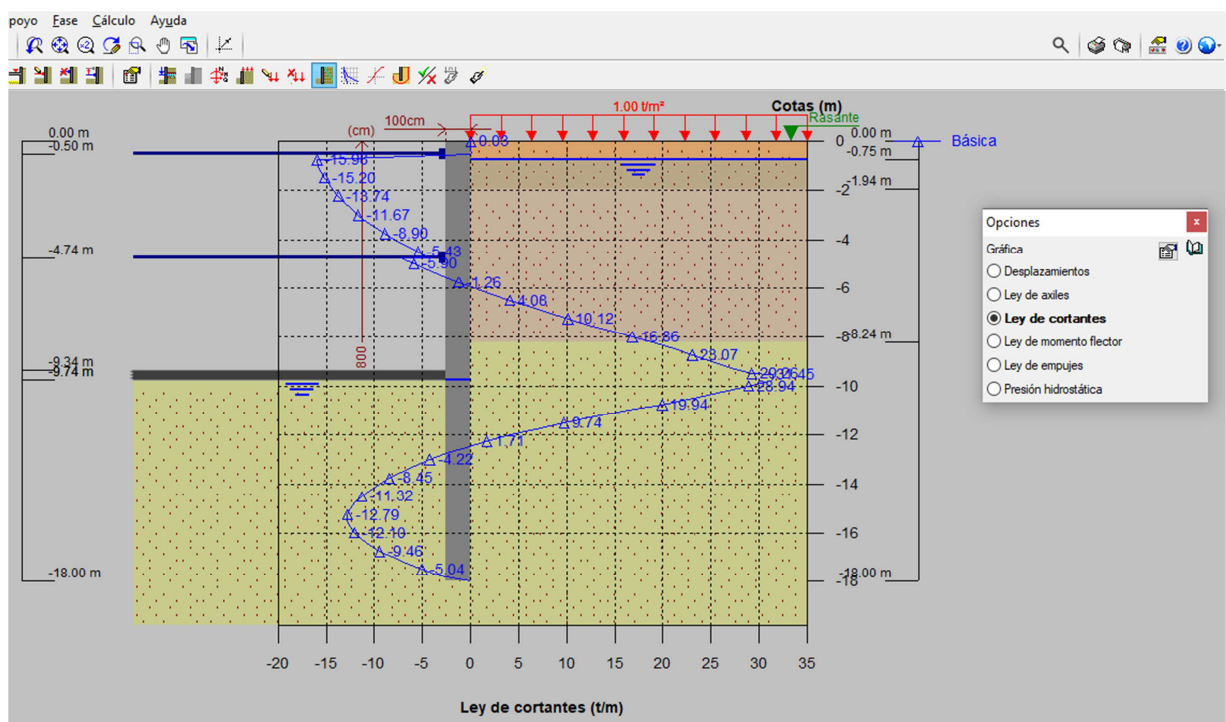 poyo Fase Cálculo Ayuda
1.00 t/m²
Cotas (m)
Rasante
100cm
(cm)
0.00 m
-0.50 m
-4.74 m
-9.34 m
-9.74 m
-18.00 m
800
0.03
-15.98
-15.20
-13.74
-11.67
-8.90
-5.43
-5.90
-1.26
4.08
10.12
16.86
23.07
31.45
28.94
19.94
9.74
1.71
-4.22
-8.45
-11.32
-12.79
-12.10
-9.46
-5.04
0
-2
-4
-6
-8
-10
-12
-14
-16
-18
0.00 m
-0.75 m
-1.94 m
-8.24 m
-18.00 m
Básica
-20 -15 -10 -5 0 5 10 15 20 25 30 35
Ley de cortantes (t/m)
Opciones
x
Gráfica
Desplazamientos
Ley de axiles
Ley de cortantes
Ley de momento flector
Ley de empujes
Presión hidrostática